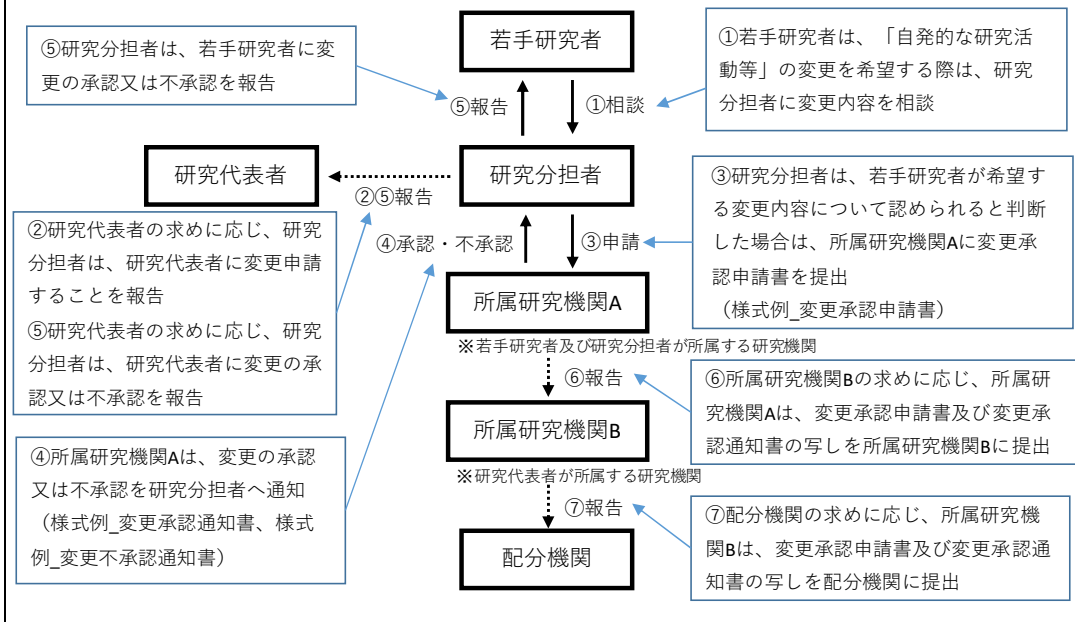 ⑤研究分担者は、若手研究者に変
更の承認又は不承認を報告
若手研究者
①若手研究者は、「自発的な研究活
動等」の変更を希望する際は、研究
分担者に変更内容を相談
⑤報告
①相談
研究代表者
研究分担者
②⑤報告
②研究代表者の求めに応じ、研究
分担者は、研究代表者に変更申請
することを報告
⑤研究代表者の求めに応じ、研究
分担者は、研究代表者に変更の承
認又は不承認を報告
③研究分担者は、若手研究者が希望す
る変更内容について認められると判断
した場合は、所属研究機関Aに変更承
認申請書を提出
（様式例_変更承認申請書）
④承認・不承認
③申請
所属研究機関A
※若手研究者及び研究分担者が所属する研究機関
⑥報告
⑥所属研究機関Bの求めに応じ、所属研
究機関Aは、変更承認申請書及び変更承
認通知書の写しを所属研究機関Bに提出
所属研究機関B
※研究代表者が所属する研究機関
④所属研究機関Aは、変更の承認
又は不承認を研究分担者へ通知
（様式例_変更承認通知書、様式
例_変更不承認通知書）
⑦報告
⑦配分機関の求めに応じ、所属研究機
関Bは、変更承認申請書及び変更承認通
知書の写しを配分機関に提出
配分機関